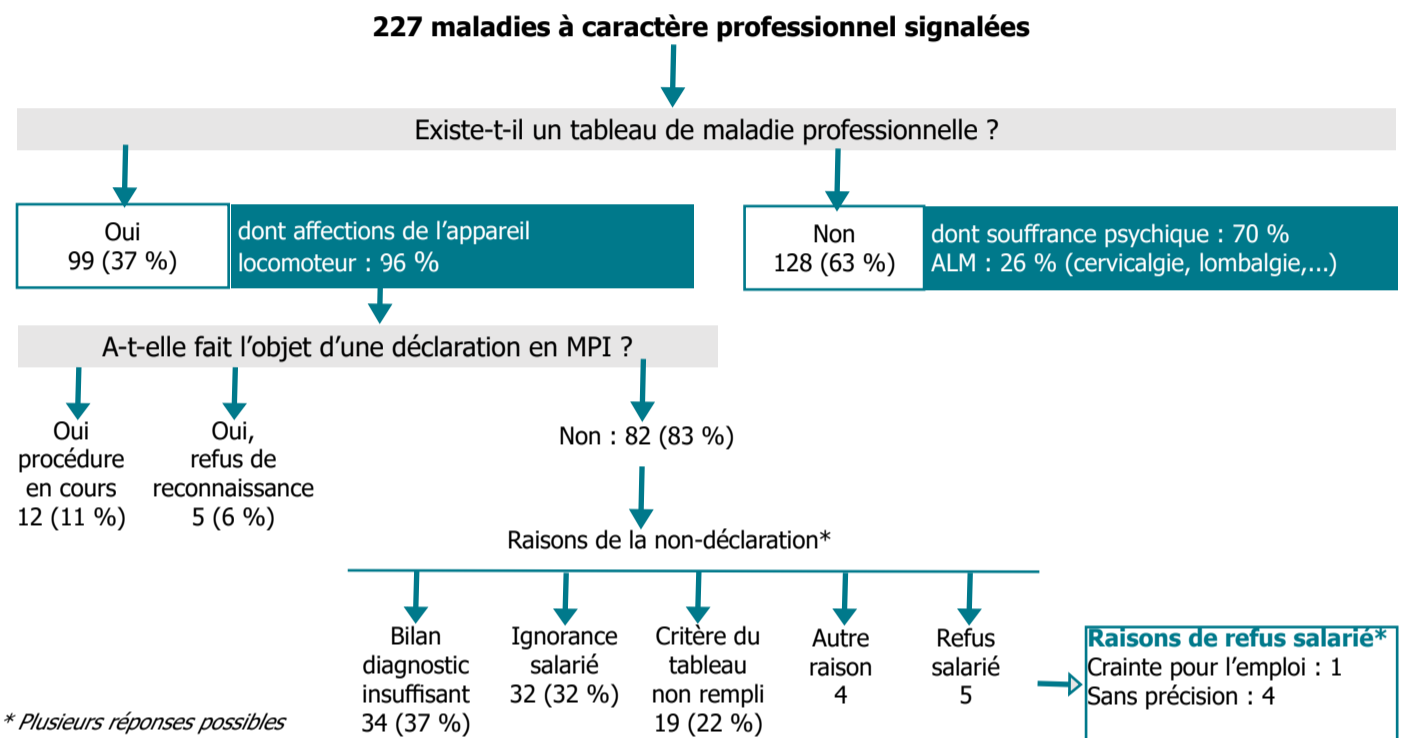 227 maladies à caractère professionnel signalées
Existe-t-il un tableau de maladie professionnelle ?
Oui
99 (37 %)
dont affections de l'appareil
locomoteur : 96 %
Non
128 (63 %)
dont souffrance psychique : 70 %
ALM : 26 % (cervicalgie, lombalgie,...)
A-t-elle fait l'objet d'une déclaration en MPI ?
Oui
procédure
en cours
12 (11 %)
Oui,
refus de
reconnaissance
5 (6 %)
Non : 82 (83 %)
Raisons de la non-déclaration*
Bilan
diagnostic
insuffisant
34 (37 %)
Ignorance
salarié
32 (32 %)
Critère du
tableau
non rempli
19 (22 %)
Autre
raison
4
Refus
salarié
5
Raisons de refus salarié*
Crainte pour l'emploi : 1
Sans précision : 4
* Plusieurs réponses possibles